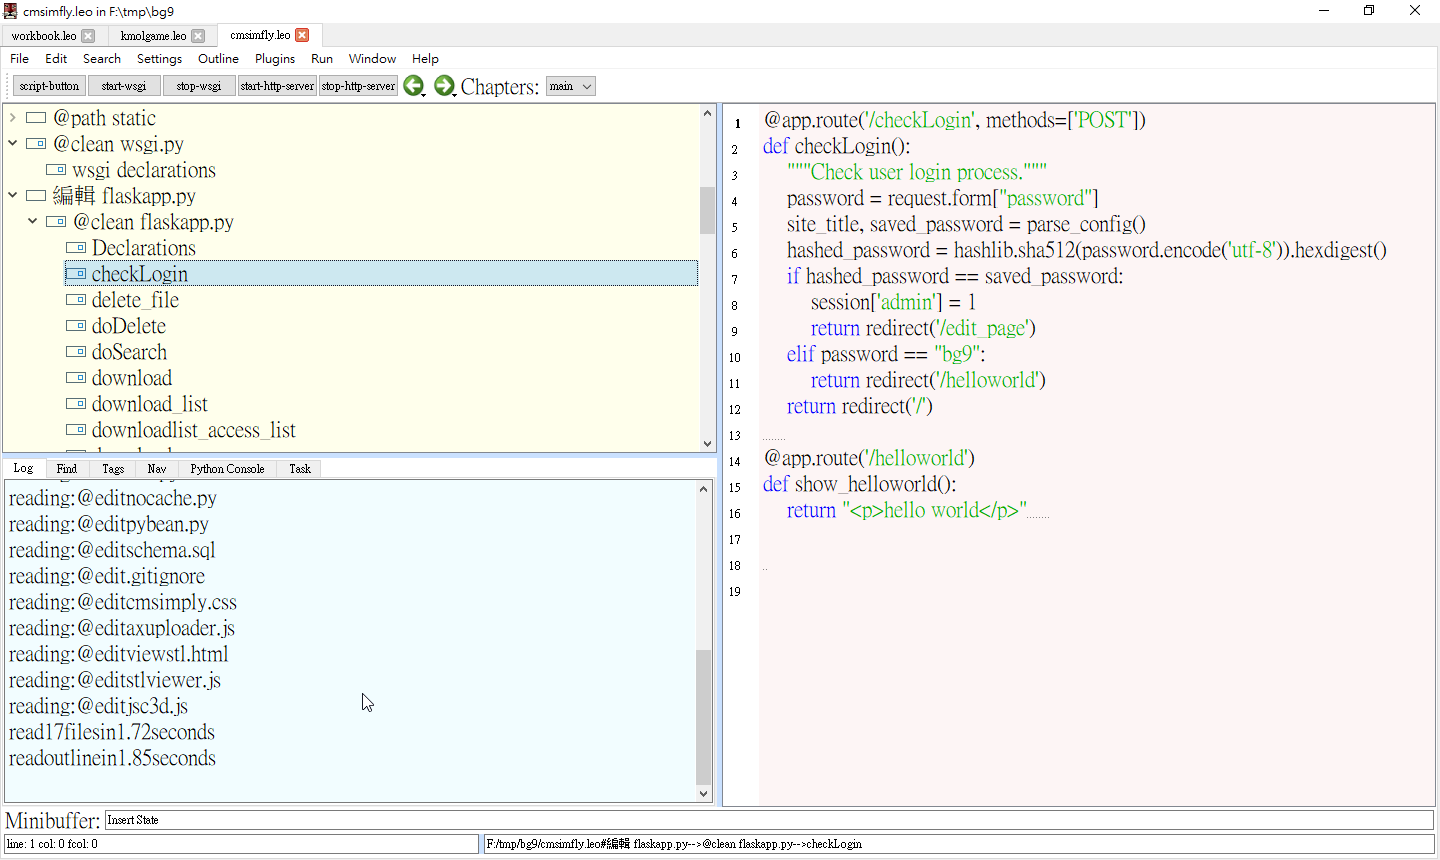 cmsimfly.leo in F:\tmp\bg9
workbook.leo kmolgame.leo cmsimfly.leo
File Edit Search Settings Outline Plugins Run Window Help
script-button start-wsgi stop-wsgi start-http-server stop-http-server Chapters: main
@path static
@clean wsgi.py
wsgi declarations
編輯 flaskapp.py
@clean flaskapp.py
Declarations
checkLogin
delete_file
doDelete
doSearch
download
download_list
downloadlist_access_list
Log Find Tags Nav Python Console Task
reading:@editnocache.py
reading:@editpybean.py
reading:@editschema.sql
reading:@edit.gitignore
reading:@editcmsimply.css
reading:@editaxuploader.js
reading:@editviewstl.html
reading:@editstlviewer.js
reading:@editjsc3d.js
read17filesin1.72seconds
readoutlinein1.85seconds
1 @app.route('/checkLogin', methods=['POST'])
2 def checkLogin():
3 """Check user login process."""
4 password = request.form["password"]
5 site_title, saved_password = parse_config()
6 hashed_password = hashlib.sha512(password.encode('utf-8')).hexdigest()
7 if hashed_password == saved_password:
8 session['admin'] = 1
9 return redirect('/edit_page')
10 elif password == "bg9":
11 return redirect('/helloworld')
12 return redirect('/')
13
14 @app.route('/helloworld')
15 def show_helloworld():
16 return "<p>hello world</p>"
17
18
19
Minibuffer: Insert State
line: 1 col: 0 fcol: 0 F:/tmp/bg9/cmsimfly.leo#編輯 flaskapp.py-->@clean flaskapp.py-->checkLogin